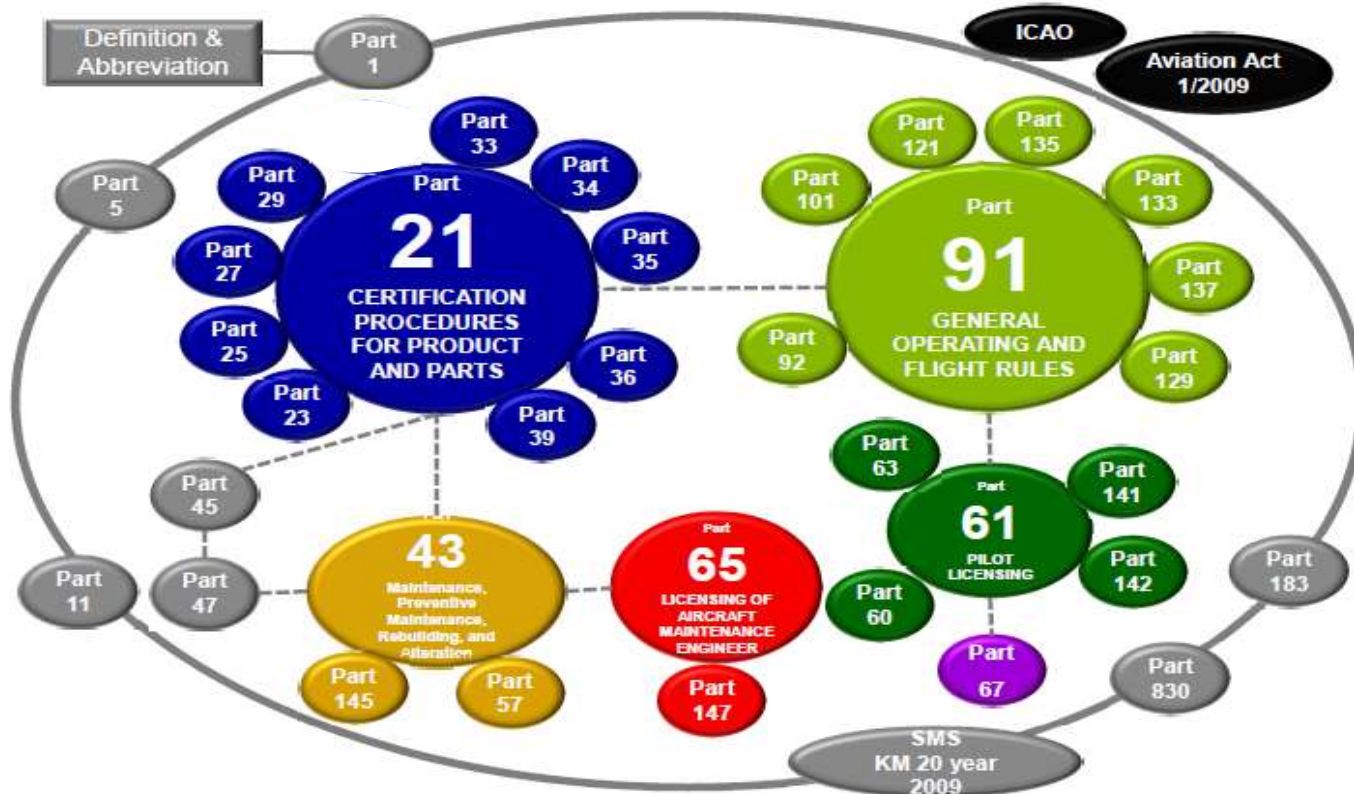 Definition &
Abbreviation
Part
1
ICAO
Aviation Act
1/2009
Part
5
Part
33
Part
34
Part
29
Part
27
Part
25
Part
23
Part
35
Part
36
Part
39
Part
21
CERTIFICATION
PROCEDURES
FOR PRODUCT
AND PARTS
Part
121
Part
135
Part
101
Part
133
Part
137
Part
92
Part
129
Part
91
GENERAL
OPERATING AND
FLIGHT RULES
Part
45
Part
47
Part
11
43
Maintenance,
Preventive
Maintenance,
Rebuilding, and
Alteration
Part
145
Part
57
Part
65
LICENSING OF
AIRCRAFT
MAINTENANCE
ENGINEER
Part
147
Part
63
Part
141
Part
61
PILOT
LICENSING
Part
142
Part
60
Part
67
Part
183
Part
830
SMS
KM 20 year
2009